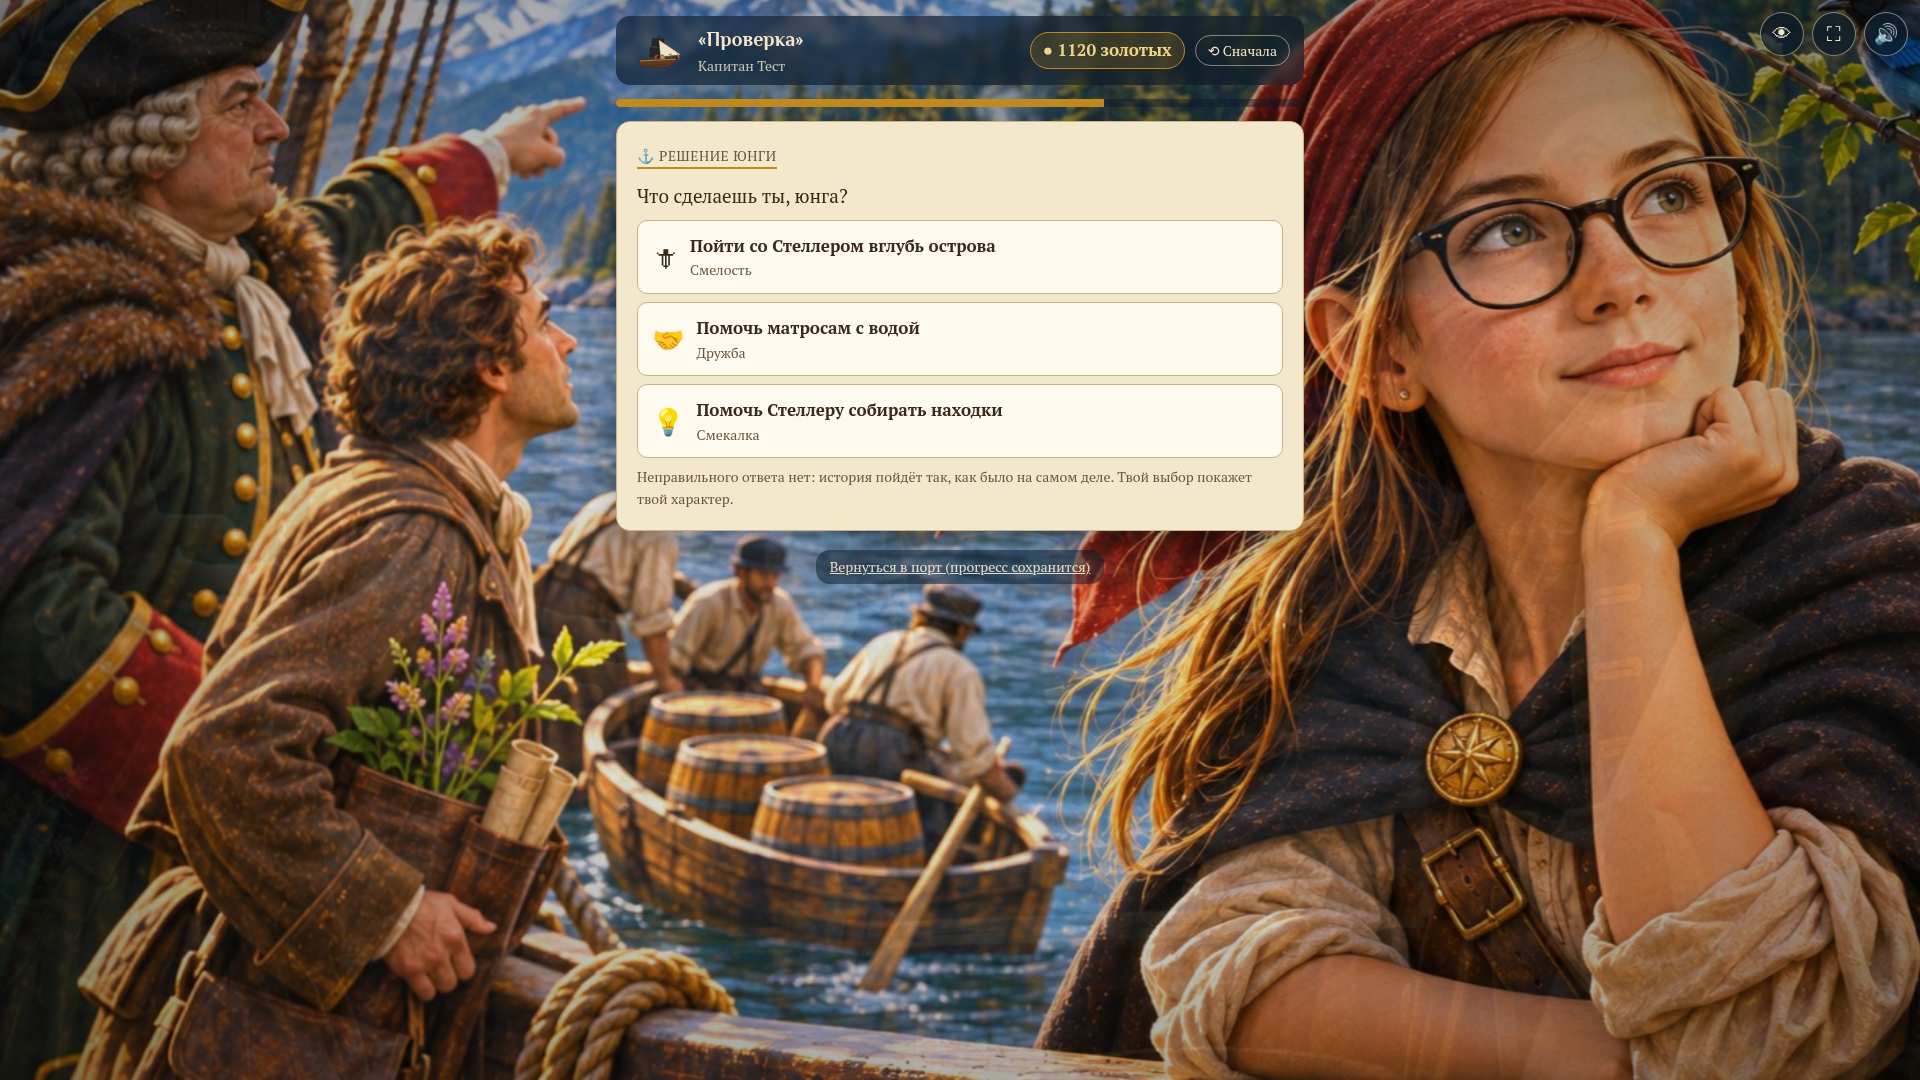 «Проверка»
Капитан Тест
● 1120 золотых
⟲ Сначала
⚓ РЕШЕНИЕ ЮНГИ
Что сделаешь ты, юнга?
Пойти со Стеллером вглубь острова
Смелость
Помочь матросам с водой
Дружба
Помочь Стеллеру собирать находки
Смекалка
Неправильного ответа нет: история пойдёт так, как было на самом деле. Твой выбор покажет
твой характер.
Вернуться в порт (прогресс сохранится)